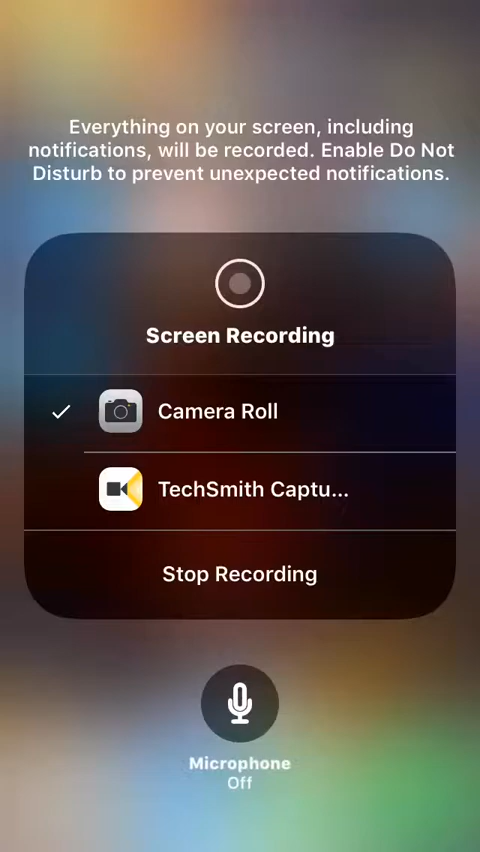 Everything on your screen, including
notifications, will be recorded. Enable Do Not
Disturb to prevent unexpected notifications.
Screen Recording
Camera Roll
TechSmith Captu...
Stop Recording
Microphone
Off